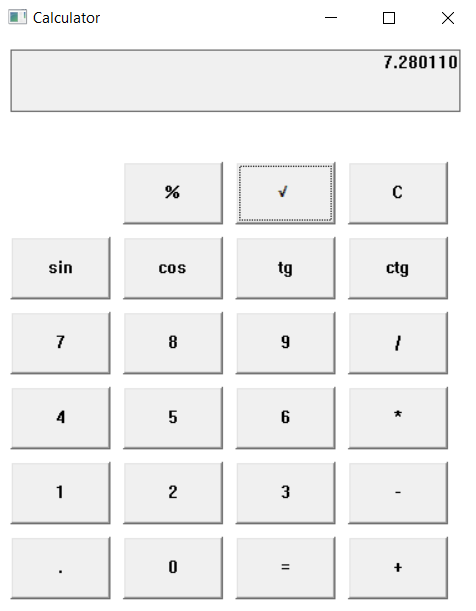 Calculator
7.280110
% √ C
sin cos tg ctg
7 8 9 /
4 5 6 *
1 2 3 -
. 0 = +